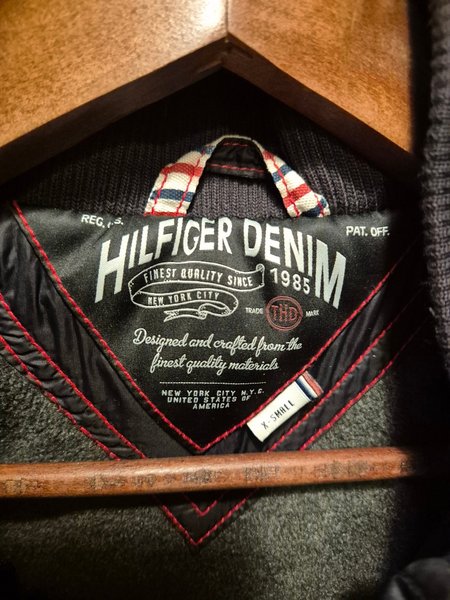 REG. U.S.
PAT. OFF.
HILFIGER DENIM
FINEST QUALITY SINCE 1985
NEW YORK CITY
TRADE THD MARK
Designed and crafted from the
finest quality materials
NEW YORK CITY N.Y.C.
UNITED STATES OF
AMERICA
X-SMALL